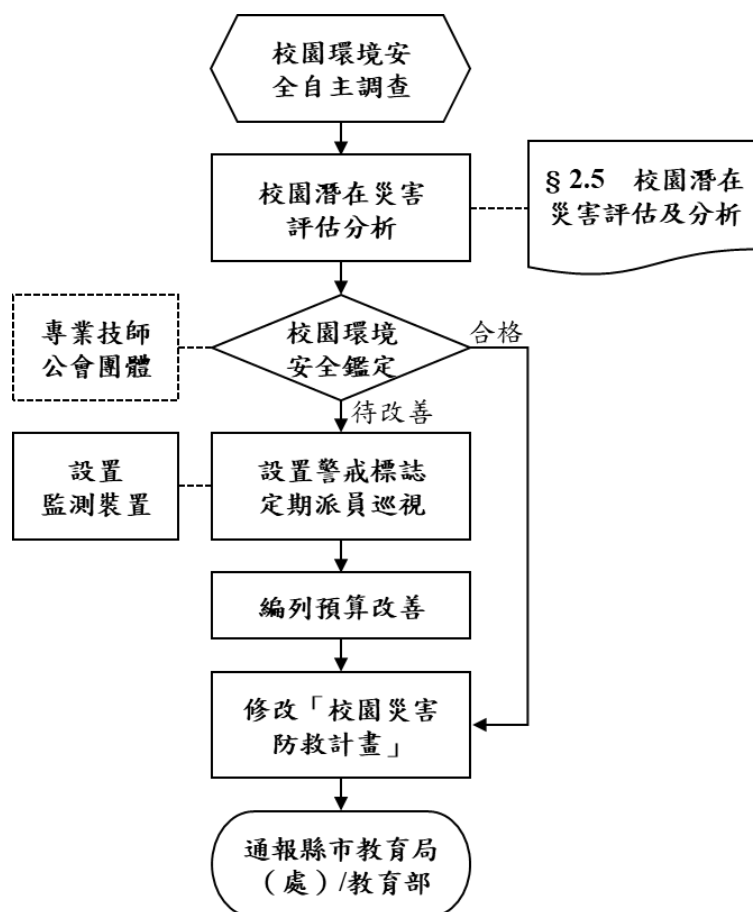 校園環境安
全自主調查
校園潛在災害
評估分析
§ 2.5 校園潛在
災害評估及分析
專業技師
公會團體
校園環境
安全鑑定
合格
待改善
設置
監測裝置
設置警戒標誌
定期派員巡視
編列預算改善
修改「校園災害
防救計畫」
通報縣市教育局
（處）/教育部